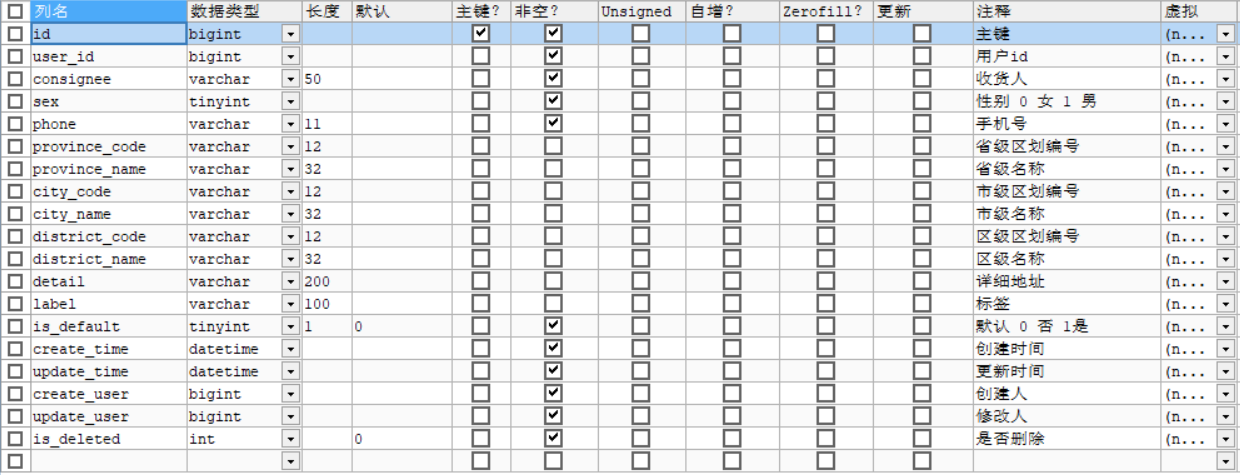 列名 数据类型 长度 默认 主键? 非空? Unsigned 自增? Zerofill? 更新 注释 虚拟
id bigint 主键 (n...
user_id bigint 用户id (n...
consignee varchar 50 收货人 (n...
sex tinyint 性别 0 女 1 男 (n...
phone varchar 11 手机号 (n...
province_code varchar 12 省级区划编号 (n...
province_name varchar 32 省级名称 (n...
city_code varchar 12 市级区划编号 (n...
city_name varchar 32 市级名称 (n...
district_code varchar 12 区级区划编号 (n...
district_name varchar 32 区级名称 (n...
detail varchar 200 详细地址 (n...
label varchar 100 标签 (n...
is_default tinyint 1 0 默认 0 否 1是 (n...
create_time datetime 创建时间 (n...
update_time datetime 更新时间 (n...
create_user bigint 创建人 (n...
update_user bigint 修改人 (n...
is_deleted int 0 是否删除 (n...